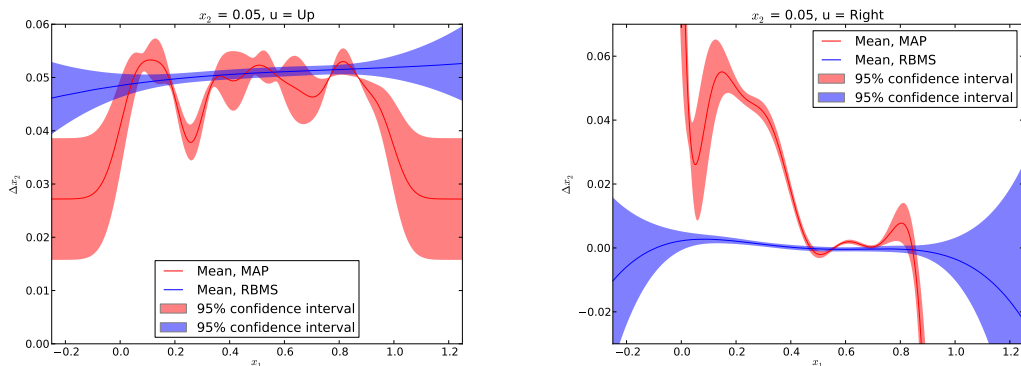 x₂ = 0.05, u = Up
0.06
0.05
0.04
0.03
0.02
0.01
0.00
Δx₂
Mean, MAP
Mean, RBMS
95% confidence interval
95% confidence interval
−0.2 0.0 0.2 0.4 0.6 0.8 1.0 1.2
x₁
x₂ = 0.05, u = Right
0.06
0.04
0.02
0.00
−0.02
Δx₂
Mean, MAP
Mean, RBMS
95% confidence interval
95% confidence interval
−0.2 0.0 0.2 0.4 0.6 0.8 1.0 1.2
x₁